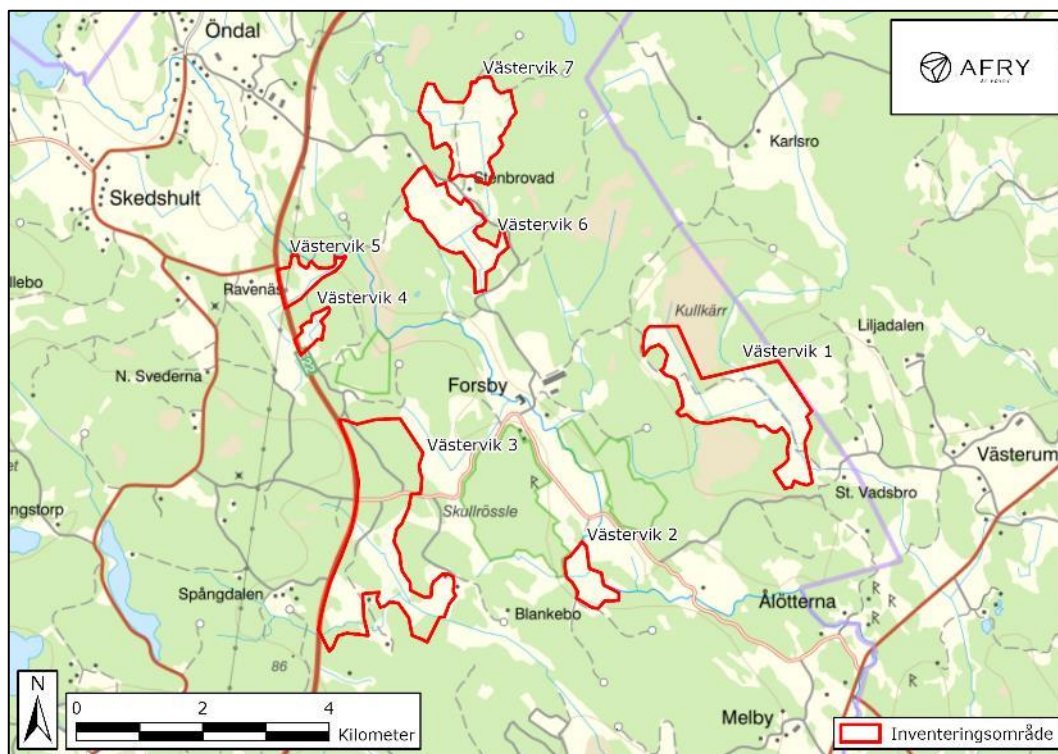 Öndal
Västervik 7
AFRY
Karlsro
Stenbrovad
Skedshult
Västervik 6
Västervik 5
Ravenäs
llebo
Västervik 4
Kullkärr
Liljadalen
Västervik 1
N. Svederna
Forsby
Västervik 3
Västerum
St. Vadsbro
R
Skullrössle
ngstorp
Västervik 2
Spångdalen
Blankebo
Ålötterna
R
R
R
R
86
N
0 2 4
Kilometer
Melby
Inventeringsområde